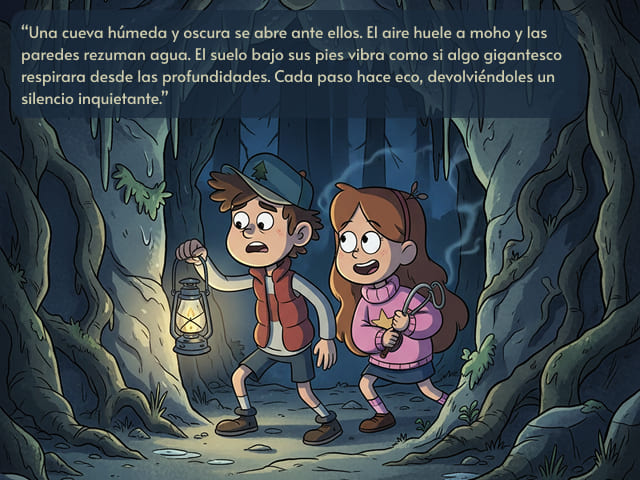 “Una cueva húmeda y oscura se abre ante ellos. El aire huele a moho y las
paredes rezuman agua. El suelo bajo sus pies vibra como si algo gigantesco
respirara desde las profundidades. Cada paso hace eco, devolviéndoles un
silencio inquietante.”